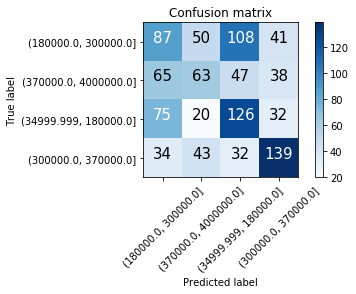 Confusion matrix
True label
(180000.0, 300000.0] 87 50 108 41
(370000.0, 4000000.0] 65 63 47 38
(34999.999, 180000.0] 75 20 126 32
(300000.0, 370000.0] 34 43 32 139
(180000.0, 300000.0]
(370000.0, 4000000.0]
(34999.999, 180000.0]
(300000.0, 370000.0]
Predicted label
120
100
80
60
40
20